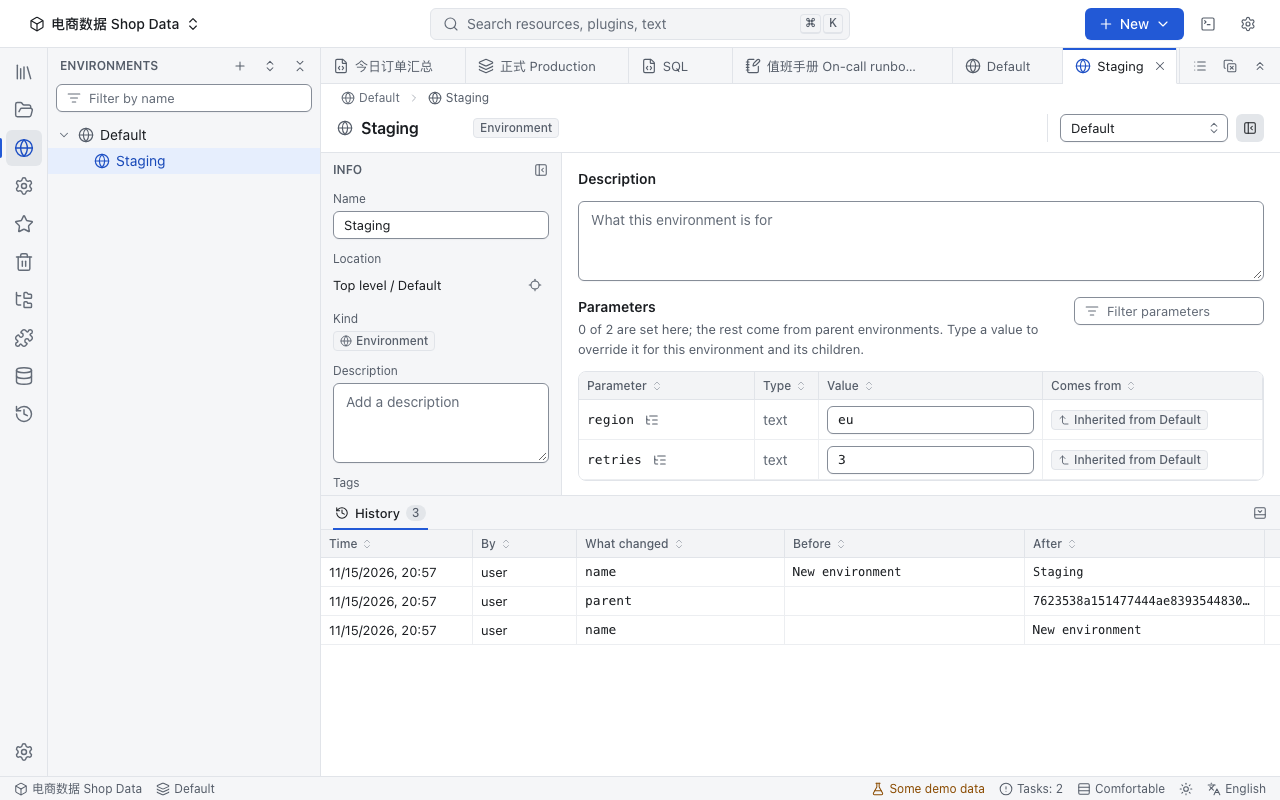 电商数据 Shop Data
Search resources, plugins, text
⌘ K
New
ENVIRONMENTS
今日订单汇总
正式 Production
SQL
值班手册 On-call runbo...
Default
Staging
Filter by name
Default
Staging
Default
Staging
Staging
Environment
Default
INFO
Name
Staging
Location
Top level / Default
Kind
Environment
Description
Add a description
Tags
Description
What this environment is for
Parameters
0 of 2 are set here; the rest come from parent environments. Type a value to
override it for this environment and its children.
Filter parameters
Parameter Type Value Comes from
region text eu Inherited from Default
retries text 3 Inherited from Default
History 3
Time By What changed Before After
11/15/2026, 20:57 user name New environment Staging
11/15/2026, 20:57 user parent 7623538a151477444ae8393544830...
11/15/2026, 20:57 user name New environment
电商数据 Shop Data
Default
Some demo data
Tasks: 2
Comfortable
English